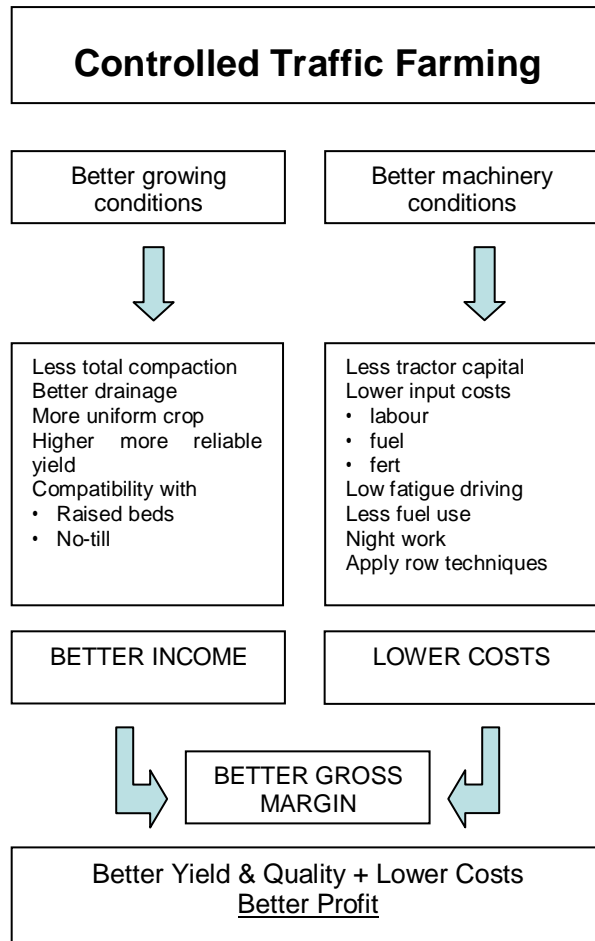 Controlled Traffic Farming
Better growing
conditions
Better machinery
conditions
Less total compaction
Better drainage
More uniform crop
Higher more reliable
yield
Compatibility with
• Raised beds
• No-till
Less tractor capital
Lower input costs
• labour
• fuel
• fert
Low fatigue driving
Less fuel use
Night work
Apply row techniques
BETTER INCOME
LOWER COSTS
BETTER GROSS
MARGIN
Better Yield & Quality + Lower Costs
Better Profit